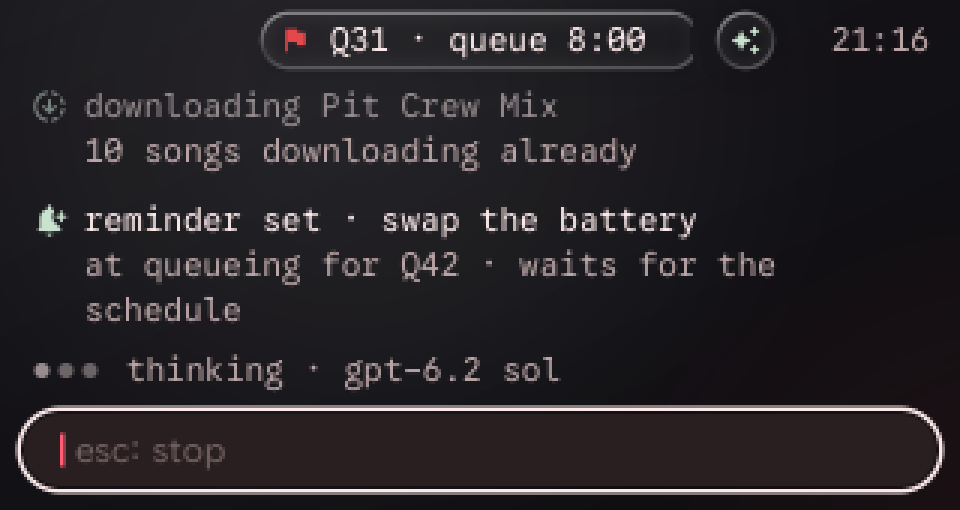 Q31 · queue 8:00
21:16
downloading Pit Crew Mix
10 songs downloading already
reminder set · swap the battery
at queueing for Q42 · waits for the
schedule
thinking · gpt-6.2 sol
esc: stop